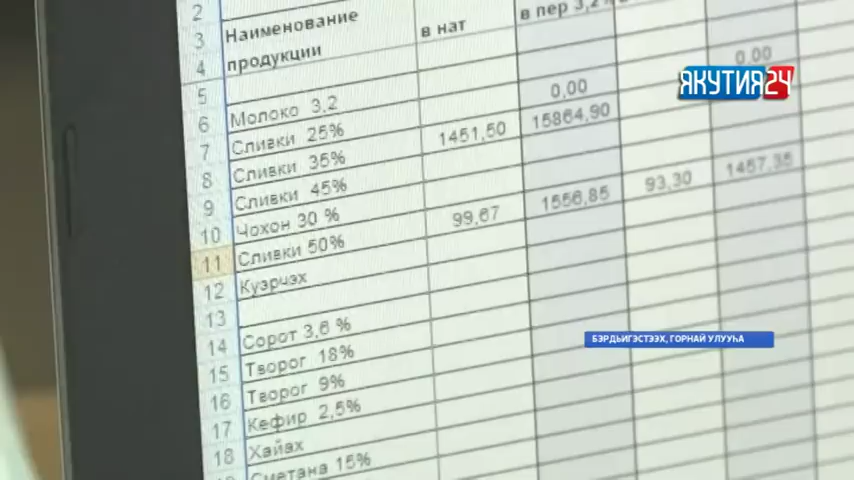 2
3 Наименование продукции в нат в пер 3,2%
4
5 0,00
6 Молоко 3,2
7 Сливки 25% 0,00
8 Сливки 35% 1451,50 15864,90
9 Сливки 45%
10 Чохон 30 %
11 Сливки 50% 99,67 1556,85 93,30 1457,35
12 Куэрчэх
13
14 Сорот 3,6 %
15 Творог 18%
16 Творог 9%
17 Кефир 2,5%
18 Хайах
Сметана 15%
ЯКУТИЯ24
БЭРДЬИГЭСТЭЭХ, ГОРНАЙ УЛУУҺА